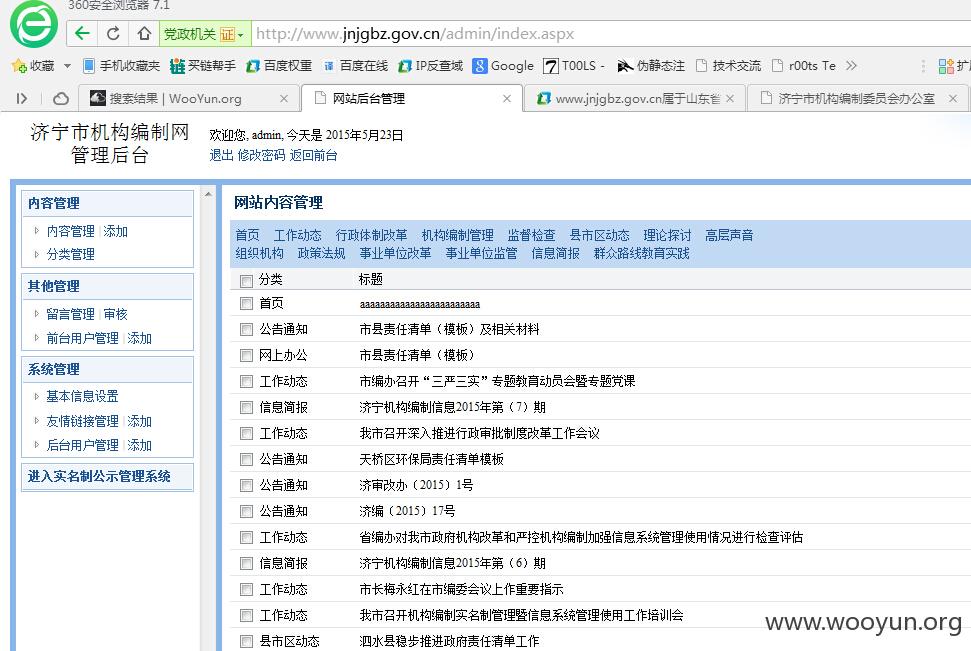 360安全浏览器 7.1
党政机关 证 http://www.jnjgbz.gov.cn/admin/index.aspx
收藏 手机收藏夹 买链帮手 百度权重 百度在线 IP反查域 Google T00LS - 伪静态注 技术交流 r00ts Te 扩
搜索结果 | WooYun.org 网站后台管理 www.jnjgbz.gov.cn属于山东省 济宁市机构编制委员会办公室
济宁市机构编制网
管理后台
欢迎您, admin, 今天是 2015年5月23日
退出 修改密码 返回前台
内容管理
内容管理 | 添加
分类管理
其他管理
留言管理 | 审核
前台用户管理 | 添加
系统管理
基本信息设置
友情链接管理 | 添加
后台用户管理 | 添加
进入实名制公示管理系统
网站内容管理
首页 工作动态 行政体制改革 机构编制管理 监督检查 县市区动态 理论探讨 高层声音
组织机构 政策法规 事业单位改革 事业单位监管 信息简报 群众路线教育实践
分类 标题
首页 aaaaaaaaaaaaaaaaaaaaaaaa
公告通知 市县责任清单（模板）及相关材料
网上办公 市县责任清单（模板）
工作动态 市编办召开“三严三实”专题教育动员会暨专题党课
信息简报 济宁机构编制信息2015年第（7）期
工作动态 我市召开深入推进行政审批制度改革工作会议
公告通知 天桥区环保局责任清单模板
公告通知 济审改办（2015）1号
公告通知 济编（2015）17号
工作动态 省编办对我市政府机构改革和严控机构编制加强信息系统管理使用情况进行检查评估
信息简报 济宁机构编制信息2015年第（6）期
工作动态 市长梅永红在市编委会议上作重要指示
工作动态 我市召开机构编制实名制管理暨信息系统管理使用工作培训会
县市区动态 泗水县稳步推进政府责任清单工作
www.wooyun.org